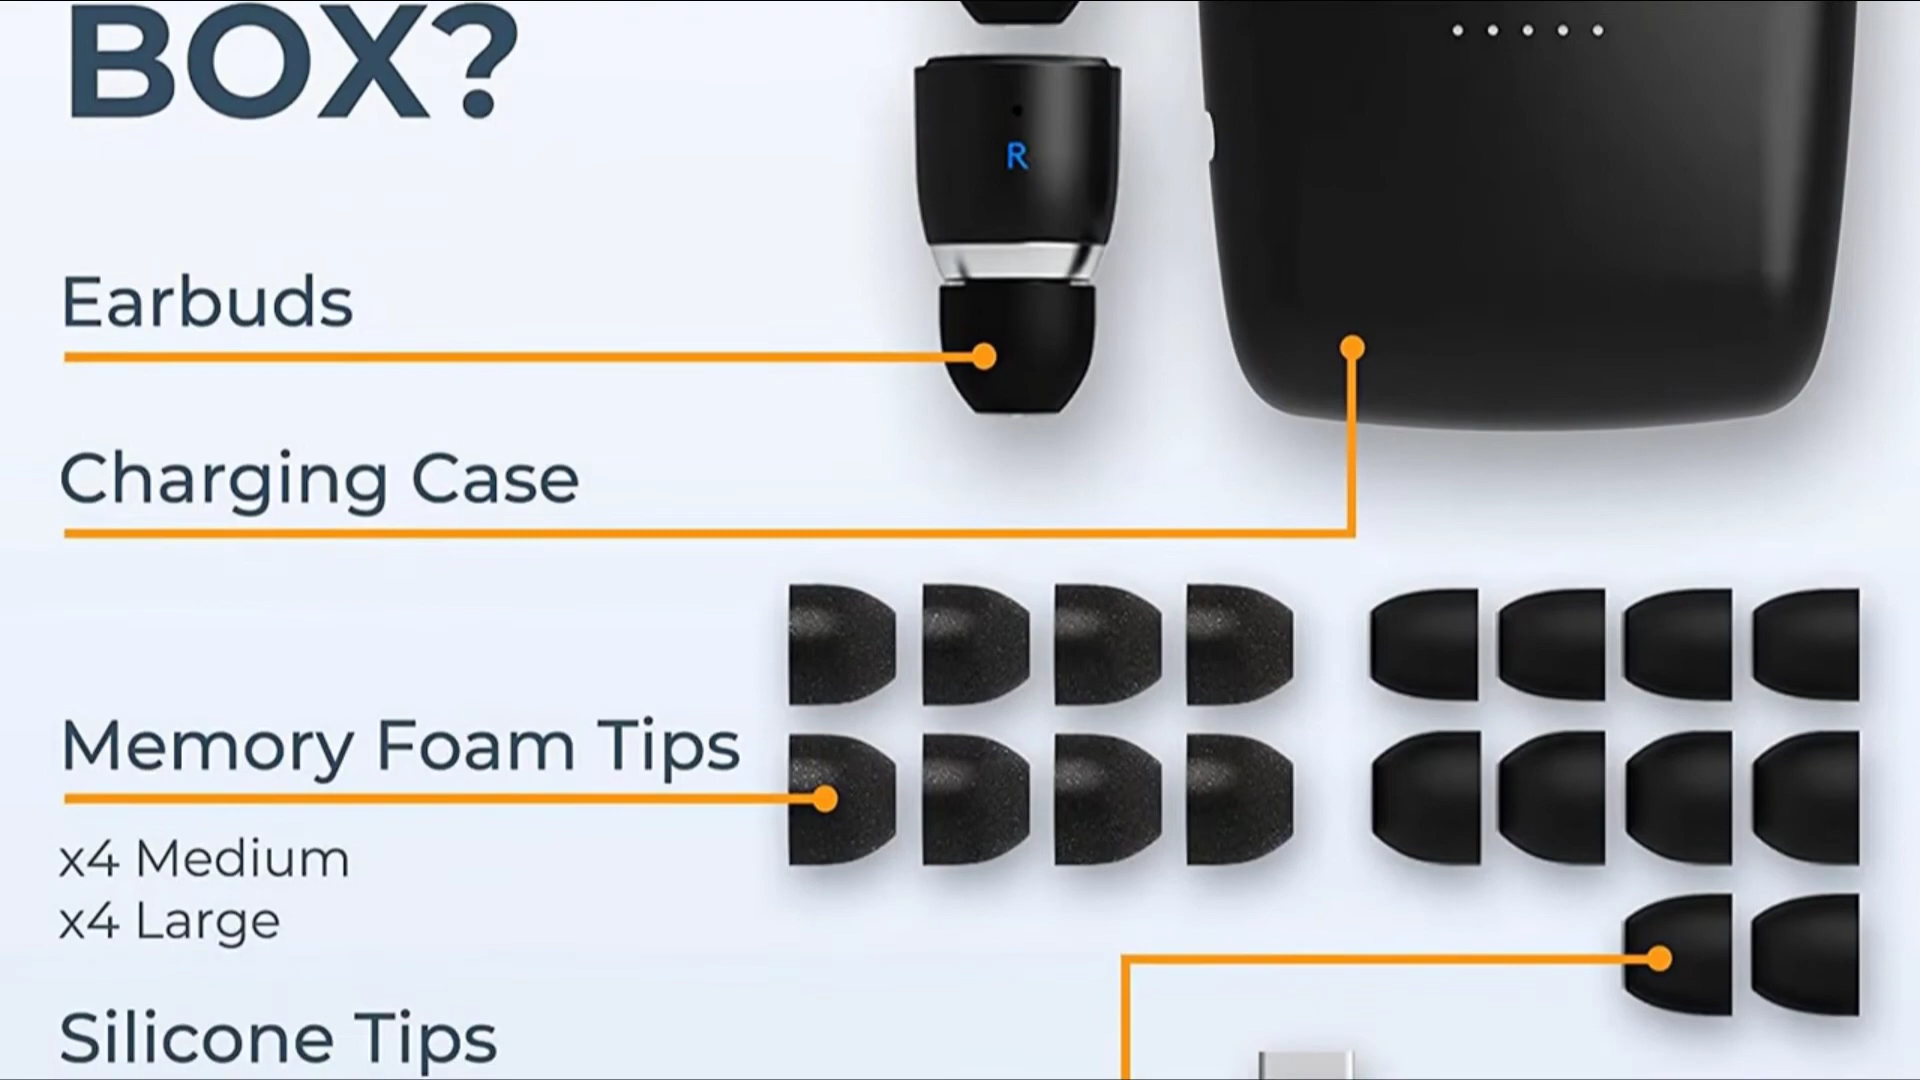 BOX?
R
Earbuds
Charging Case
Memory Foam Tips
x4 Medium
x4 Large
Silicone Tips